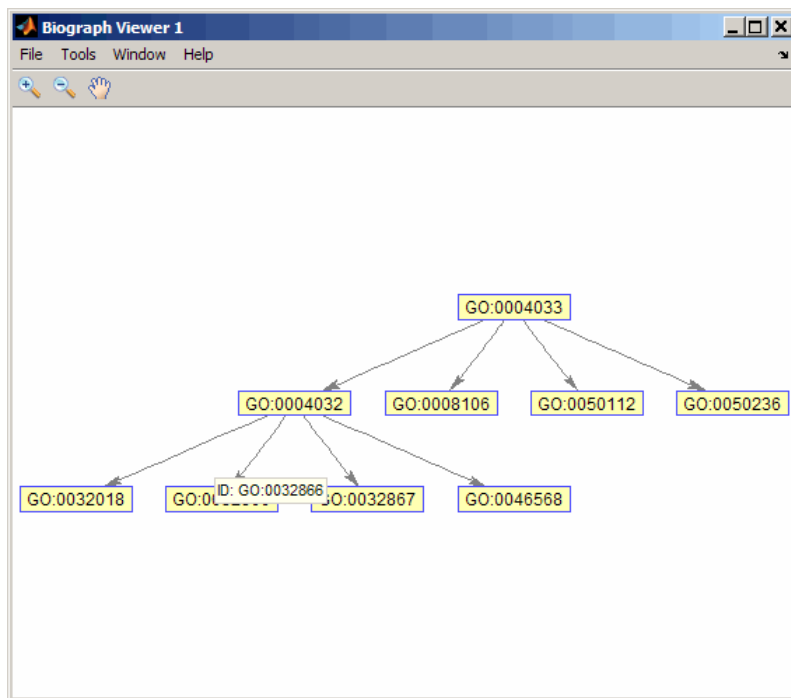 Biograph Viewer 1
File Tools Window Help
GO:0004033
GO:0004032 GO:0008106 GO:0050112 GO:0050236
ID: GO:0032866
GO:0032018 GO:0032867 GO:0046568